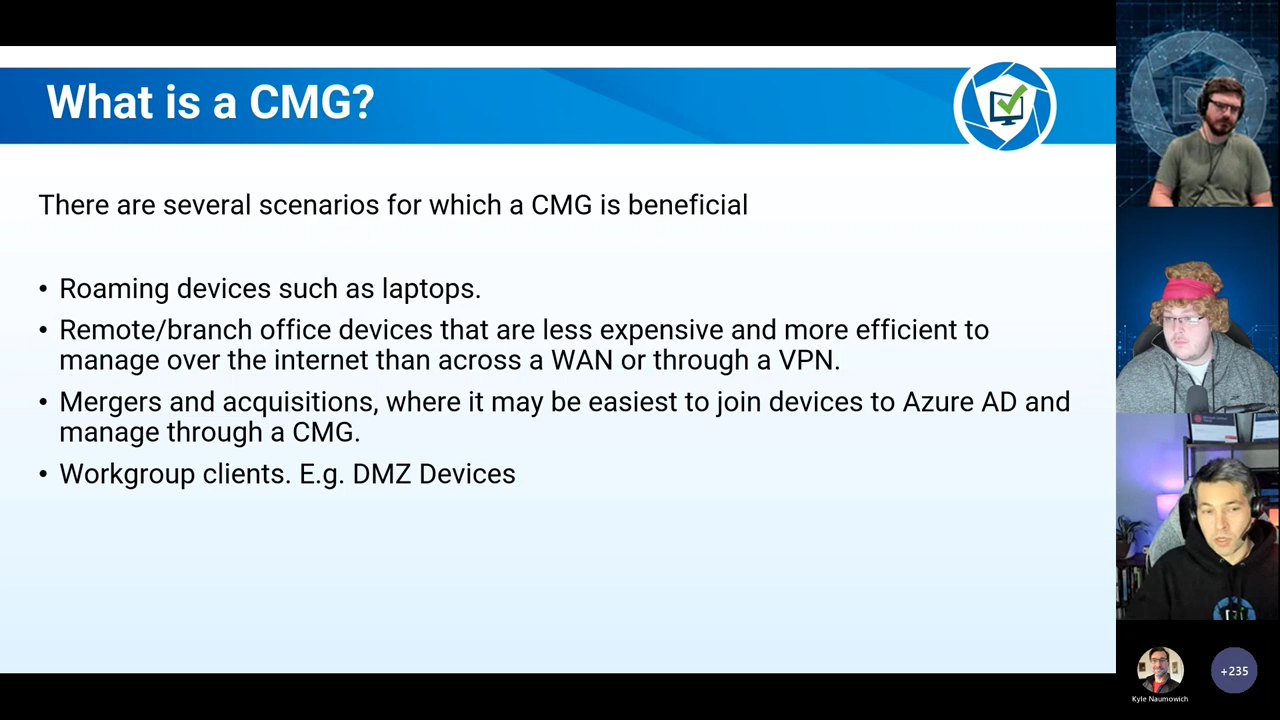 What is a CMG?
There are several scenarios for which a CMG is beneficial
• Roaming devices such as laptops.
• Remote/branch office devices that are less expensive and more efficient to
manage over the internet than across a WAN or through a VPN.
• Mergers and acquisitions, where it may be easiest to join devices to Azure AD and
manage through a CMG.
• Workgroup clients. E.g. DMZ Devices
Kyle Naumowich
+235